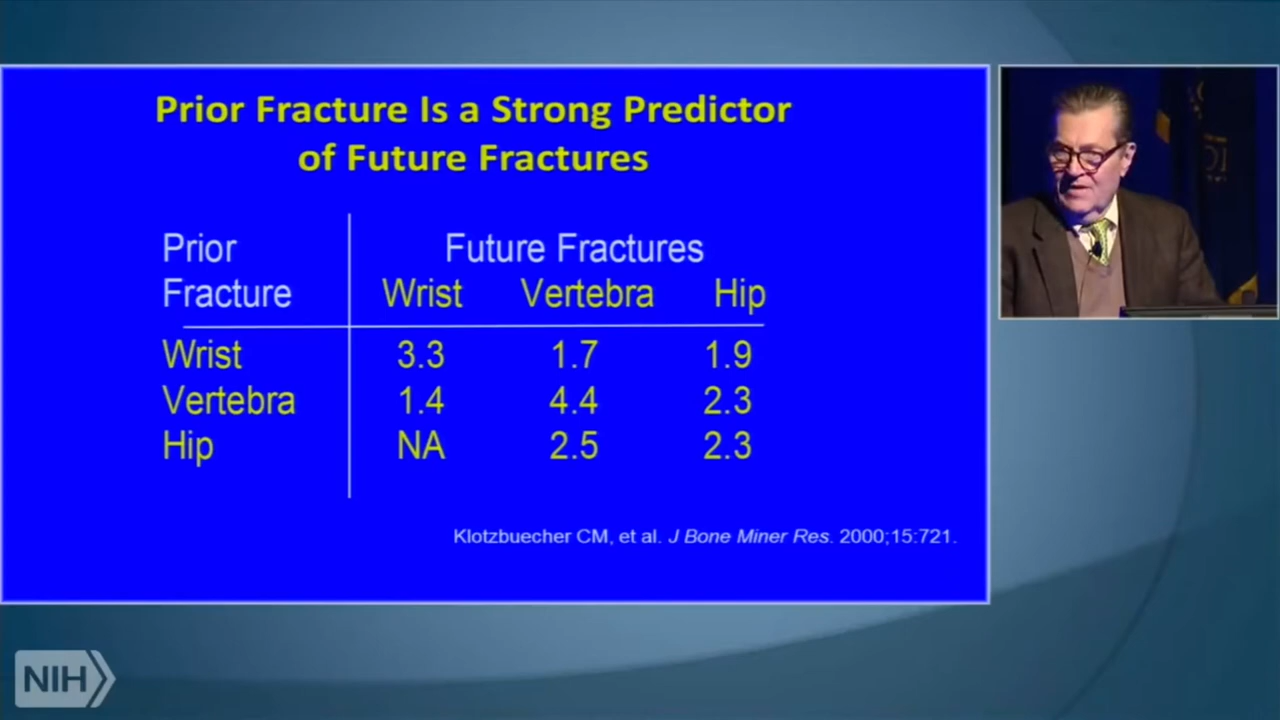 Prior Fracture Is a Strong Predictor
of Future Fractures
Prior Future Fractures
Fracture Wrist Vertebra Hip
Wrist 3.3 1.7 1.9
Vertebra 1.4 4.4 2.3
Hip NA 2.5 2.3
Klotzbuecher CM, et al. J Bone Miner Res. 2000;15:721.
NIH